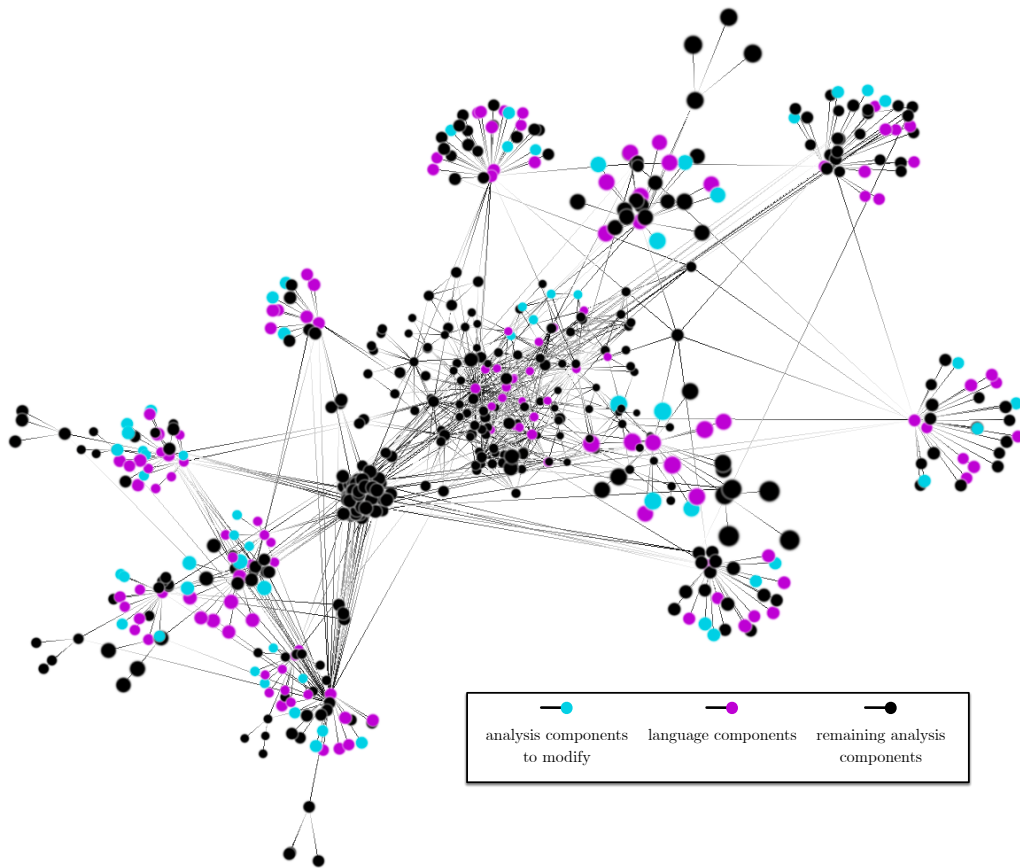 analysis components
to modify
language components
remaining analysis
components